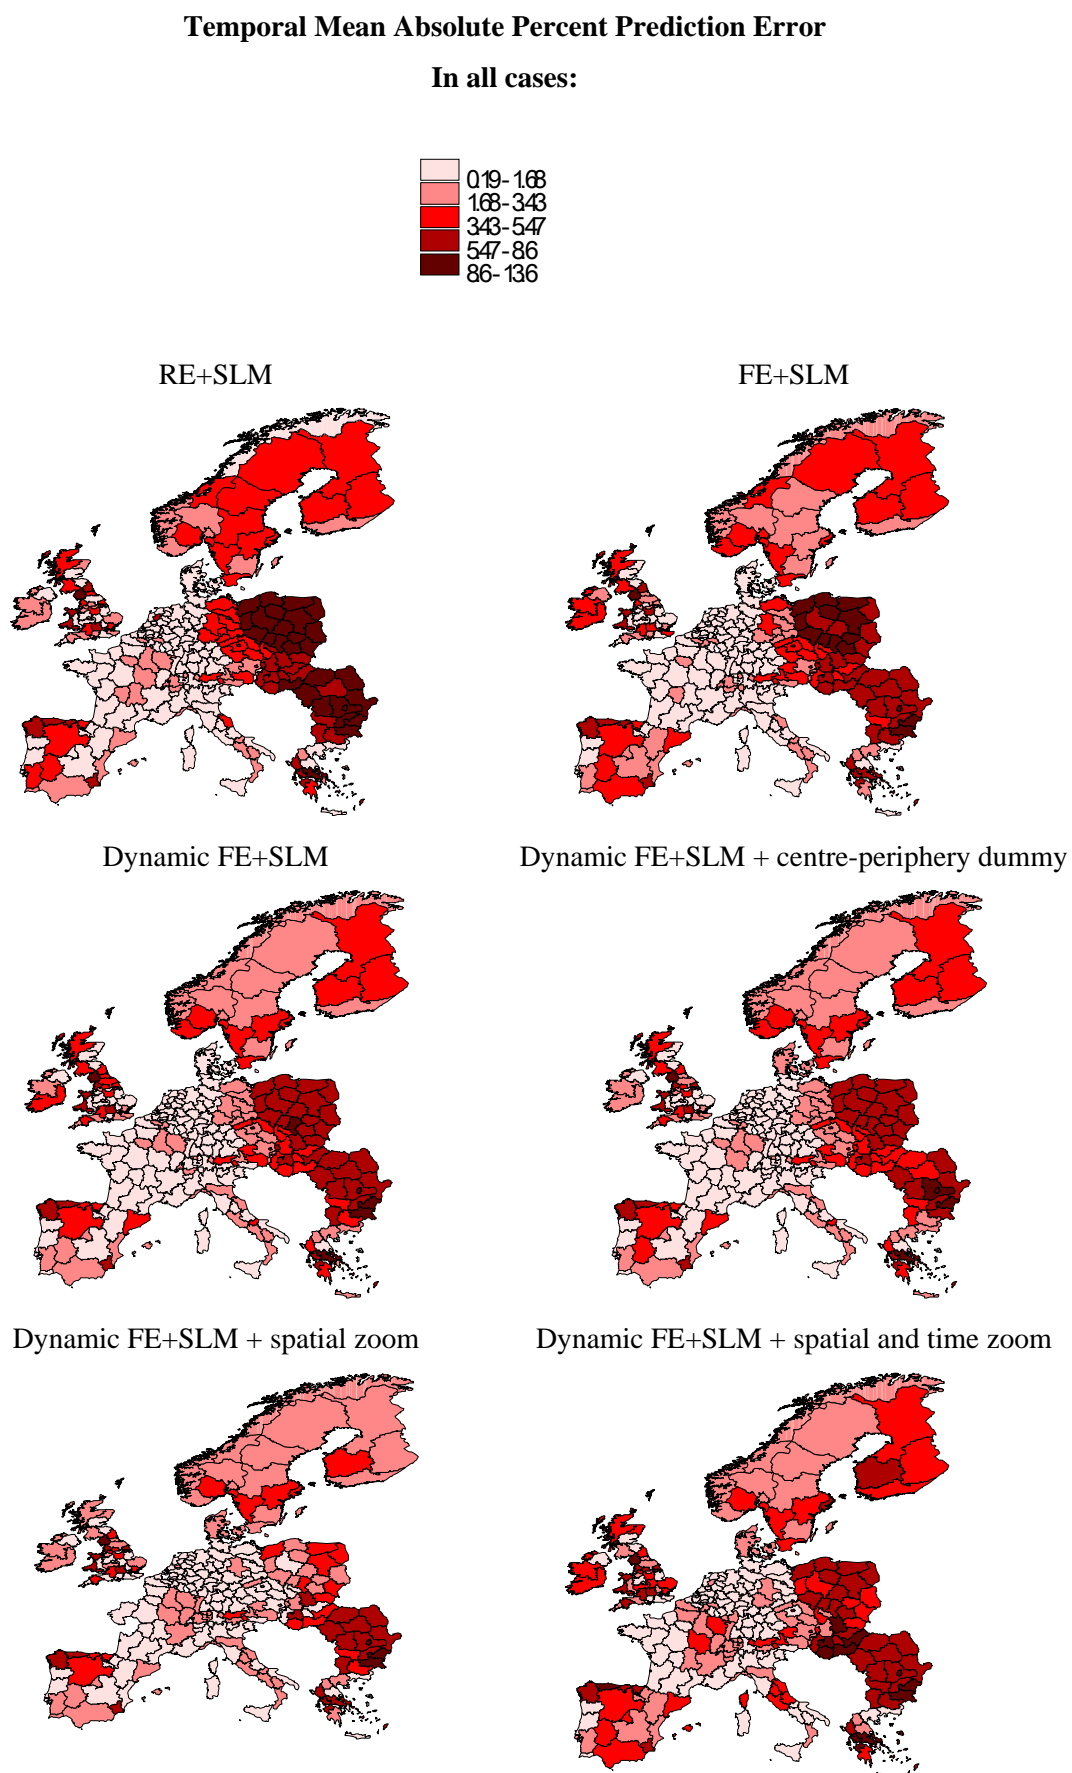 Temporal Mean Absolute Percent Prediction Error
In all cases:
0.19 - 1.68
1.68 - 3.43
3.43 - 5.47
5.47 - 8.6
8.6 - 13.6
RE+SLM
FE+SLM
Dynamic FE+SLM
Dynamic FE+SLM + centre-periphery dummy
Dynamic FE+SLM + spatial zoom
Dynamic FE+SLM + spatial and time zoom